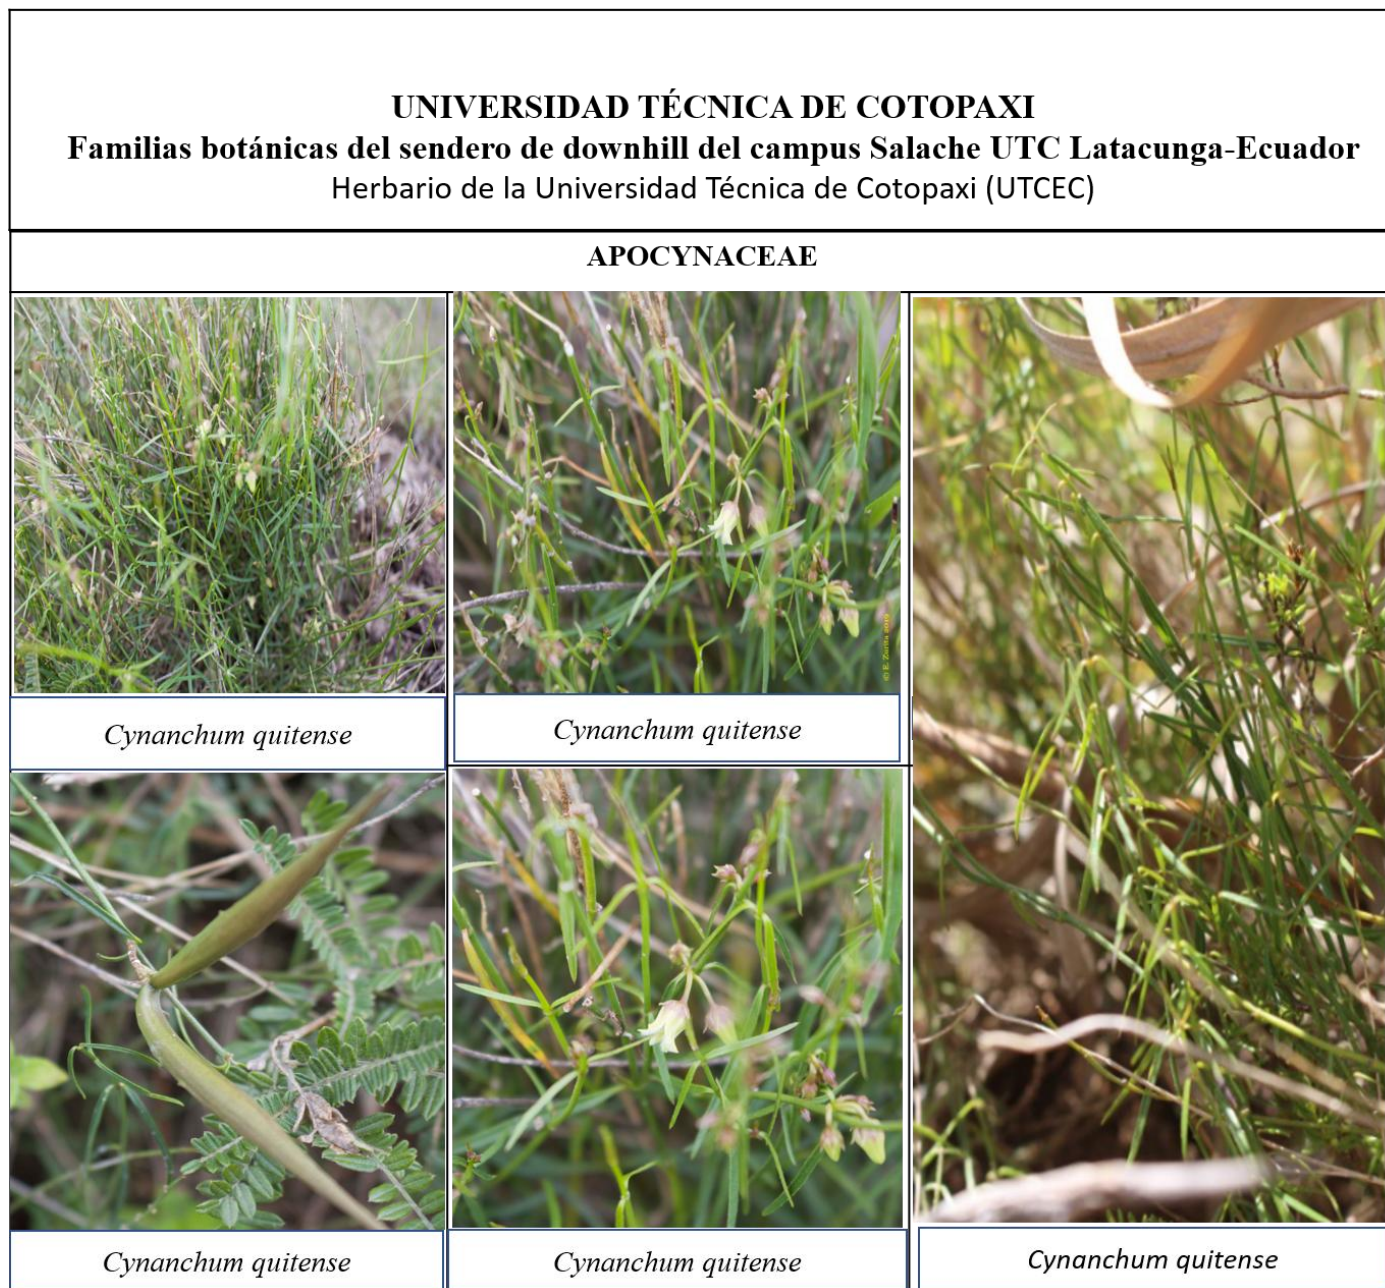 UNIVERSIDAD TÉCNICA DE COTOPAXI
Familias botánicas del sendero de downhill del campus Salache UTC Latacunga-Ecuador
Herbario de la Universidad Técnica de Cotopaxi (UTCEC)
APOCYNACEAE
Cynanchum quitense
Cynanchum quitense
Cynanchum quitense
Cynanchum quitense
Cynanchum quitense